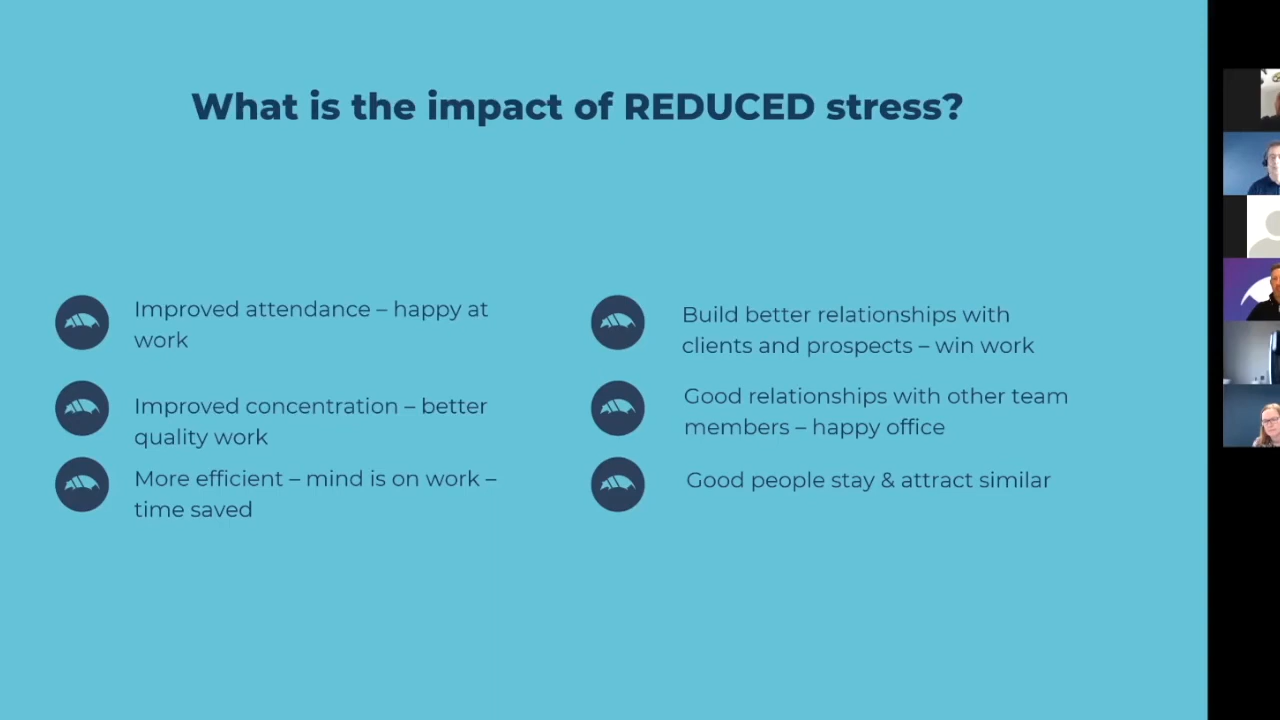 What is the impact of REDUCED stress?
Improved attendance – happy at
work
Improved concentration – better
quality work
More efficient – mind is on work –
time saved
Build better relationships with
clients and prospects – win work
Good relationships with other team
members – happy office
Good people stay & attract similar